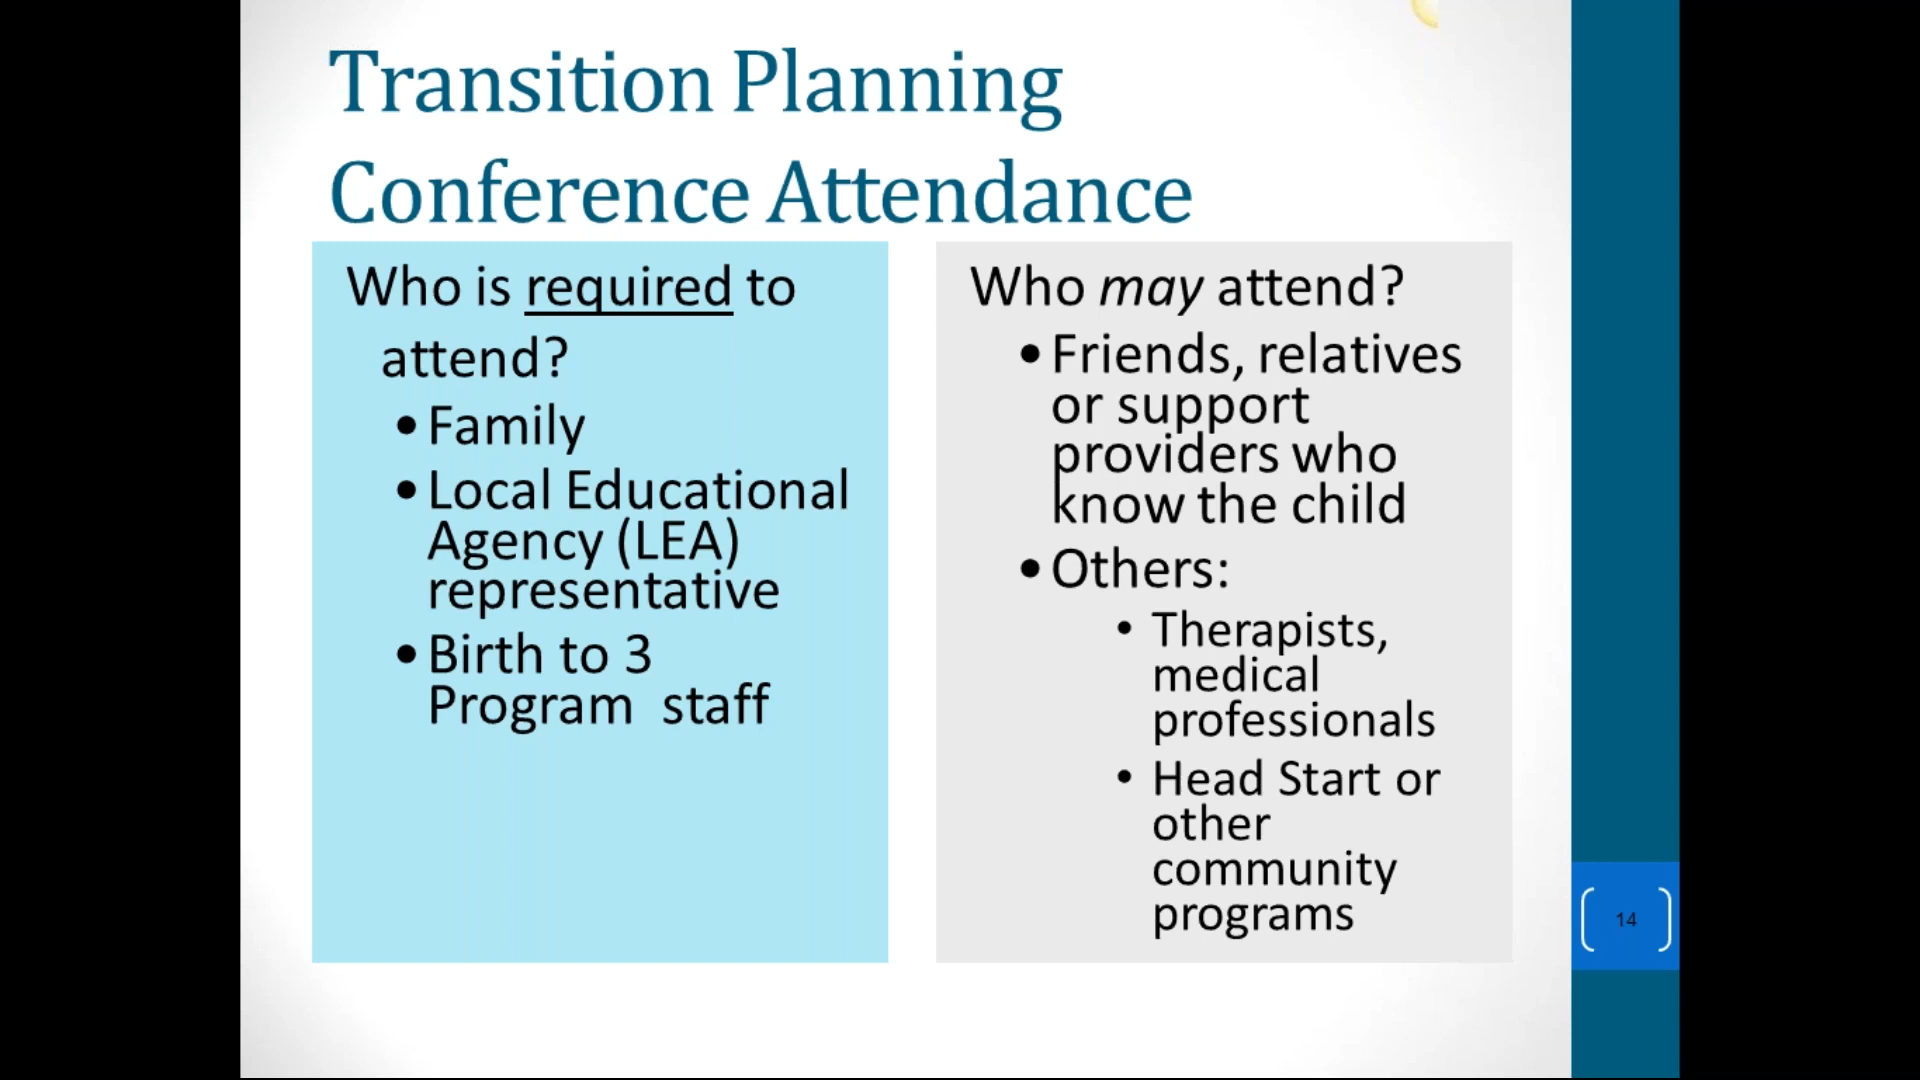 Transition Planning
Conference Attendance
Who is required to
attend?
•Family
•Local Educational
Agency (LEA)
representative
•Birth to 3
Program  staff
Who may attend?
•Friends, relatives
or support
providers who
know the child
•Others:
• Therapists,
medical
professionals
• Head Start or
other
community
programs
14